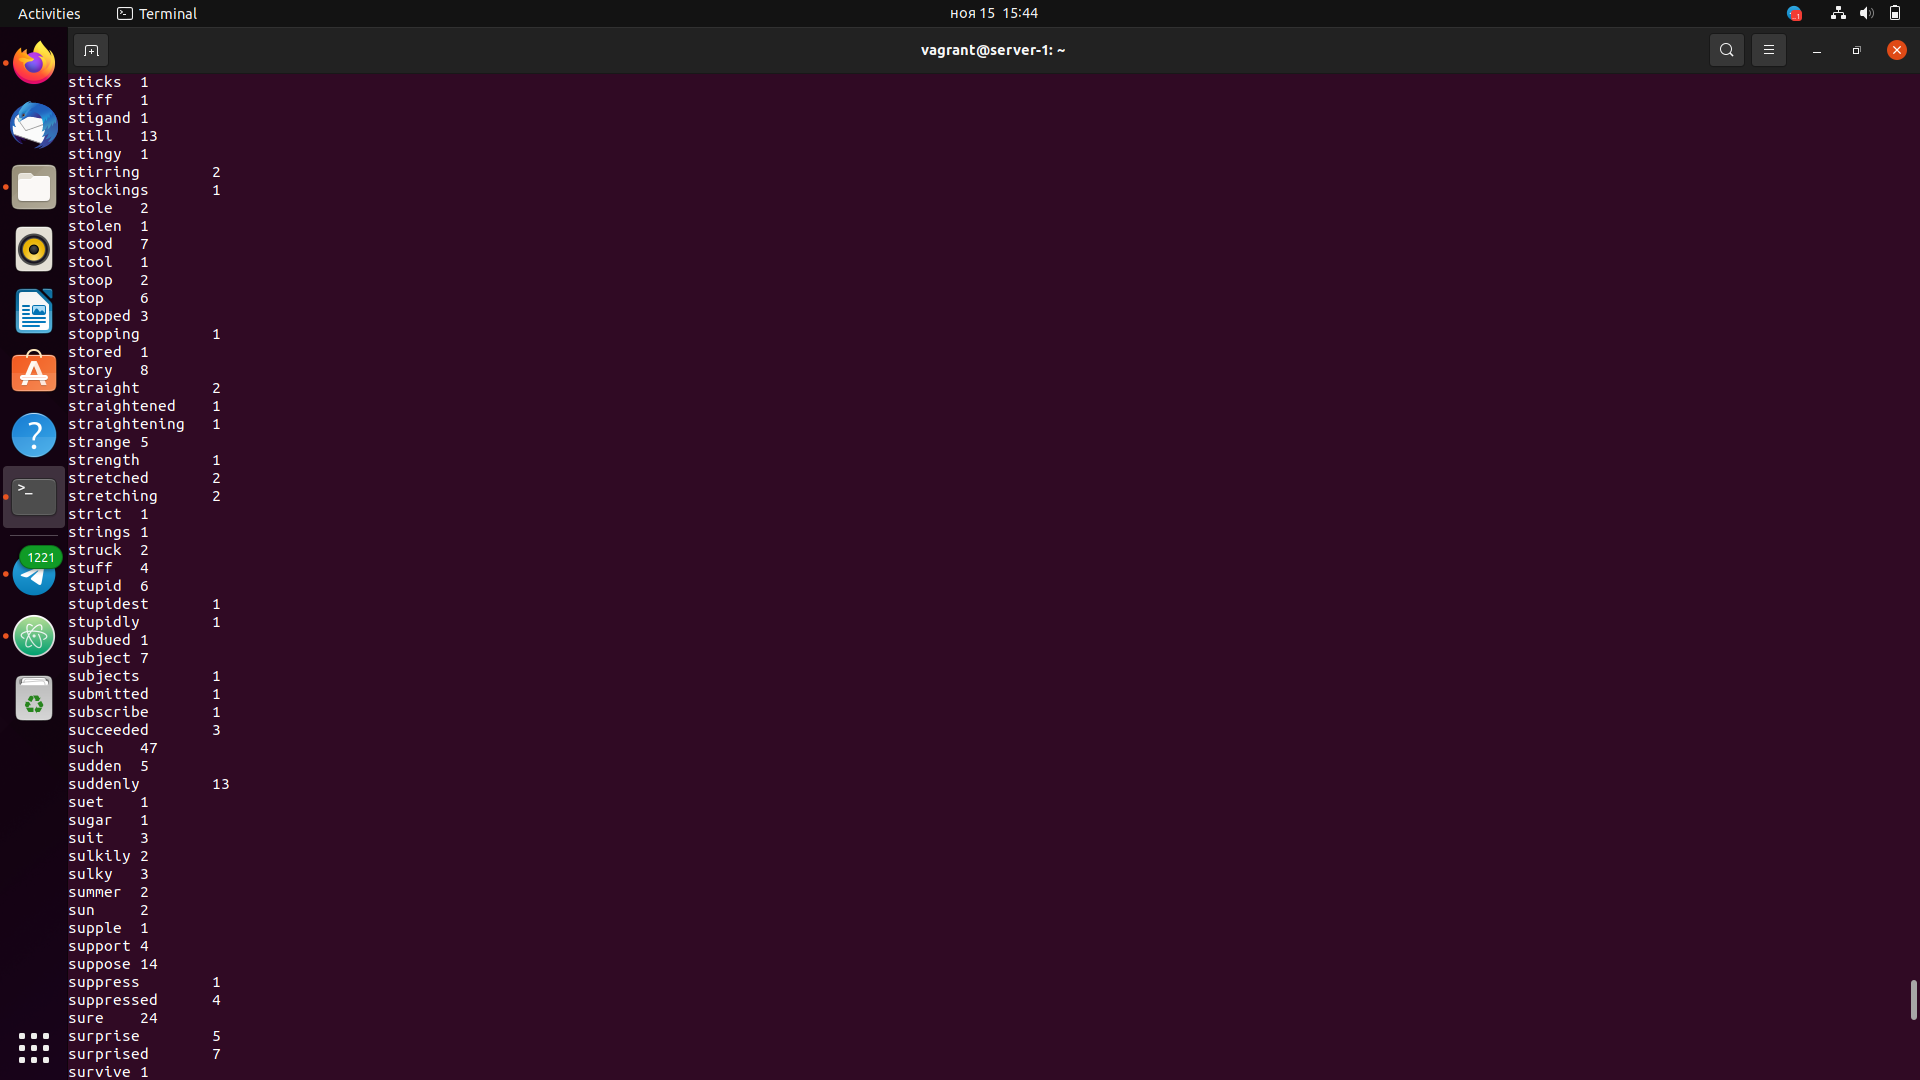 Activities
Terminal
ноя 15 15:44
vagrant@server-1: ~
sticks 1
stiff 1
stigand 1
still 13
stingy 1
stirring 2
stockings 1
stole 2
stolen 1
stood 7
stool 1
stoop 2
stop 6
stopped 3
stopping 1
stored 1
story 8
straight 2
straightened 1
straightening 1
strange 5
strength 1
stretched 2
stretching 2
strict 1
strings 1
struck 2
stuff 4
stupid 6
stupidest 1
stupidly 1
subdued 1
subject 7
subjects 1
submitted 1
subscribe 1
succeeded 3
such 47
sudden 5
suddenly 13
suet 1
sugar 1
suit 3
sulkily 2
sulky 3
summer 2
sun 2
supple 1
support 4
suppose 14
suppress 1
suppressed 4
sure 24
surprise 5
surprised 7
survive 1
?
>_
1221